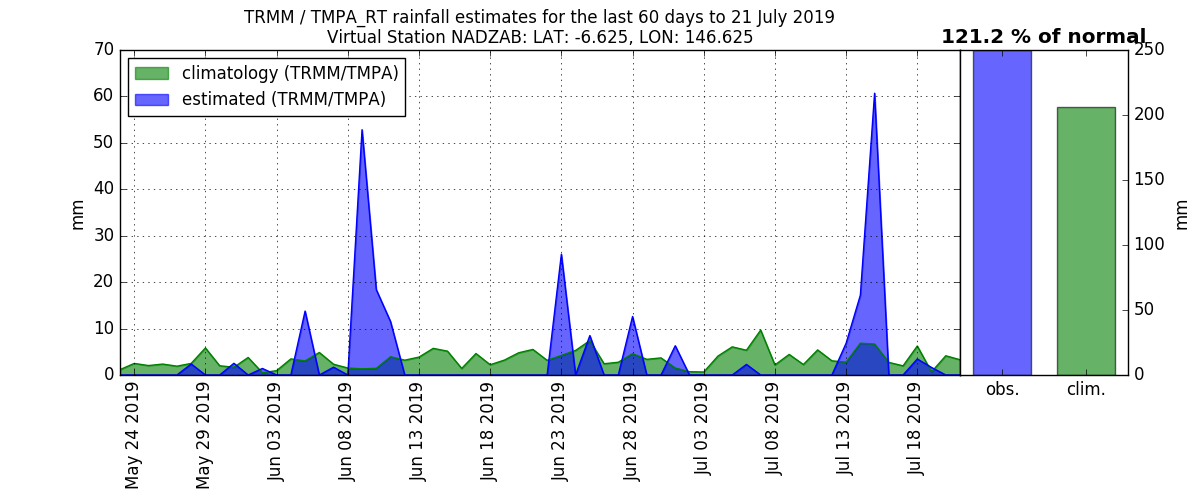 TRMM / TMPA_RT rainfall estimates for the last 60 days to 21 July 2019
Virtual Station NADZAB: LAT: -6.625, LON: 146.625
121.2 % of normal
climatology (TRMM/TMPA)
estimated (TRMM/TMPA)
70
60
50
40
30
20
10
0
mm
250
200
150
100
50
0
mm
obs.
clim.
May 24 2019
May 29 2019
Jun 03 2019
Jun 08 2019
Jun 13 2019
Jun 18 2019
Jun 23 2019
Jun 28 2019
Jul 03 2019
Jul 08 2019
Jul 13 2019
Jul 18 2019